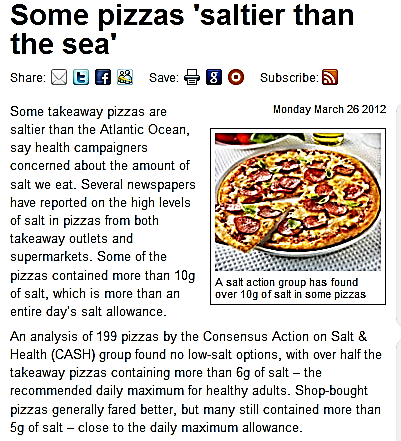 Some pizzas 'saltier than
the sea'
Share: Save: Subscribe:
Monday March 26 2012
Some takeaway pizzas are
saltier than the Atlantic Ocean,
say health campaigners
concerned about the amount of
salt we eat. Several newspapers
have reported on the high levels
of salt in pizzas from both
takeaway outlets and
supermarkets. Some of the
pizzas contained more than 10g
of salt, which is more than an
entire day's salt allowance.
A salt action group has found
over 10g of salt in some pizzas
An analysis of 199 pizzas by the Consensus Action on Salt &
Health (CASH) group found no low-salt options, with over half the
takeaway pizzas containing more than 6g of salt – the
recommended daily maximum for healthy adults. Shop-bought
pizzas generally fared better, but many still contained more than
5g of salt – close to the daily maximum allowance.